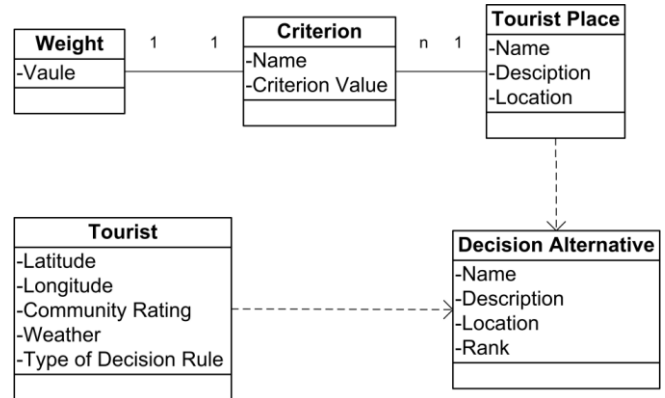 Weight
-Vaule
1 1
Criterion
-Name
-Criterion Value
n 1
Tourist Place
-Name
-Desciption
-Location
Tourist
-Latitude
-Longitude
-Community Rating
-Weather
-Type of Decision Rule
Decision Alternative
-Name
-Description
-Location
-Rank